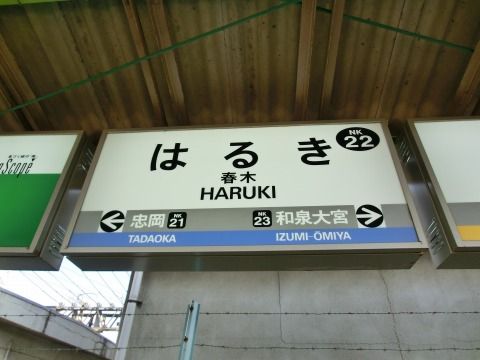 はるき
NK
22
春木
HARUKI
忠岡 NK 21
NK 23 和泉大宮
TADAOKA
IZUMI-ŌMIYA
Scope